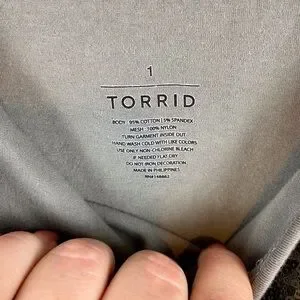 1
TORRID
BODY: 95% COTTON | 5% SPANDEX
MESH: 100% NYLON
TURN GARMENT INSIDE OUT
HAND WASH COLD WITH LIKE COLORS
USE ONLY NON-CHLORINE BLEACH
IF NEEDED FLAT DRY
DO NOT IRON DECORATION
MADE IN PHILIPPINES